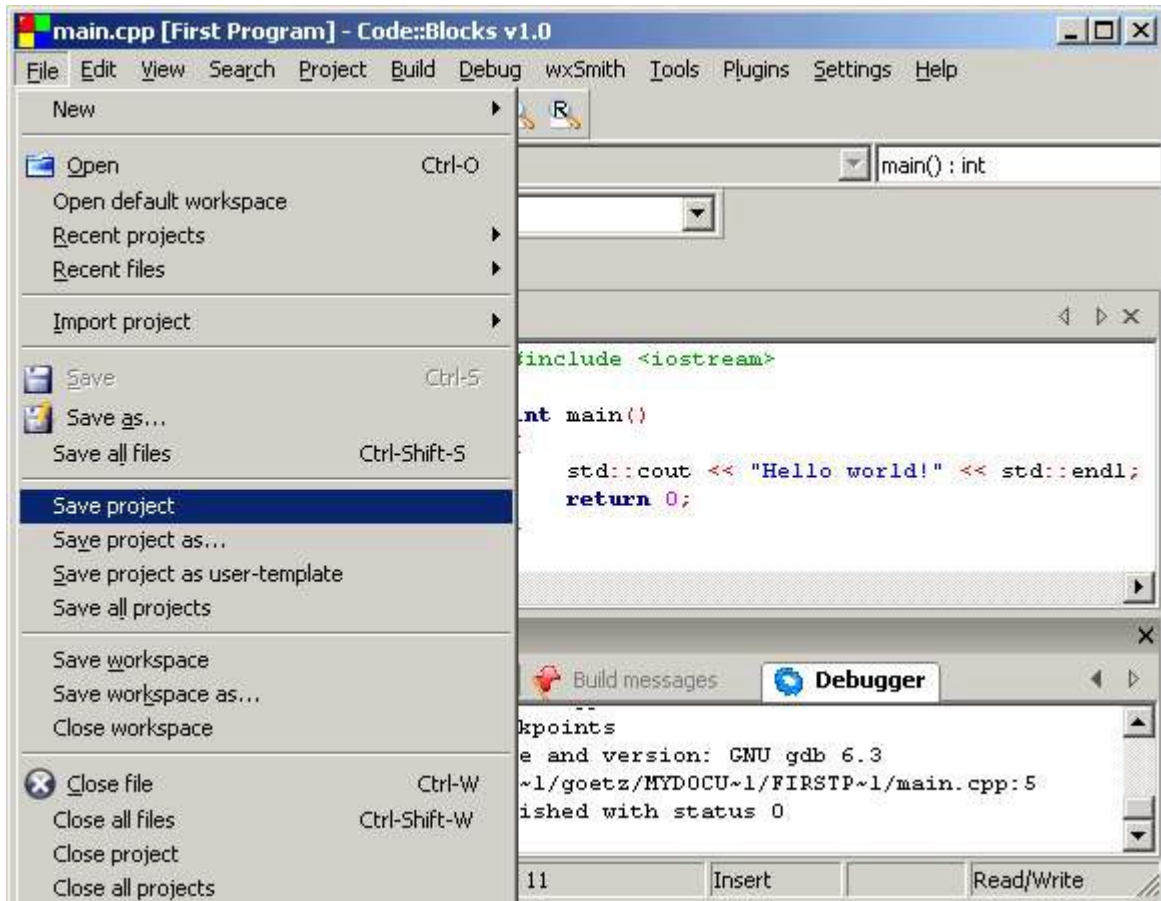 main.cpp [First Program] - Code::Blocks v1.0
File Edit View Search Project Build Debug wxSmith Tools Plugins Settings Help
New
Open Ctrl-O
Open default workspace
Recent projects
Recent files
Import project
Save Ctrl-S
Save as...
Save all files Ctrl-Shift-S
Save project
Save project as...
Save project as user-template
Save all projects
Save workspace
Save workspace as...
Close workspace
Close file Ctrl-W
Close all files Ctrl-Shift-W
Close project
Close all projects
R
main() : int
#include <iostream>
int main()
std::cout << "Hello world!" << std::endl;
return 0;
Build messages Debugger
kpoints
e and version: GNU gdb 6.3
~1/goetz/MYDOCU~1/FIRSTP~1/main.cpp:5
ished with status 0
11 Insert Read/Write